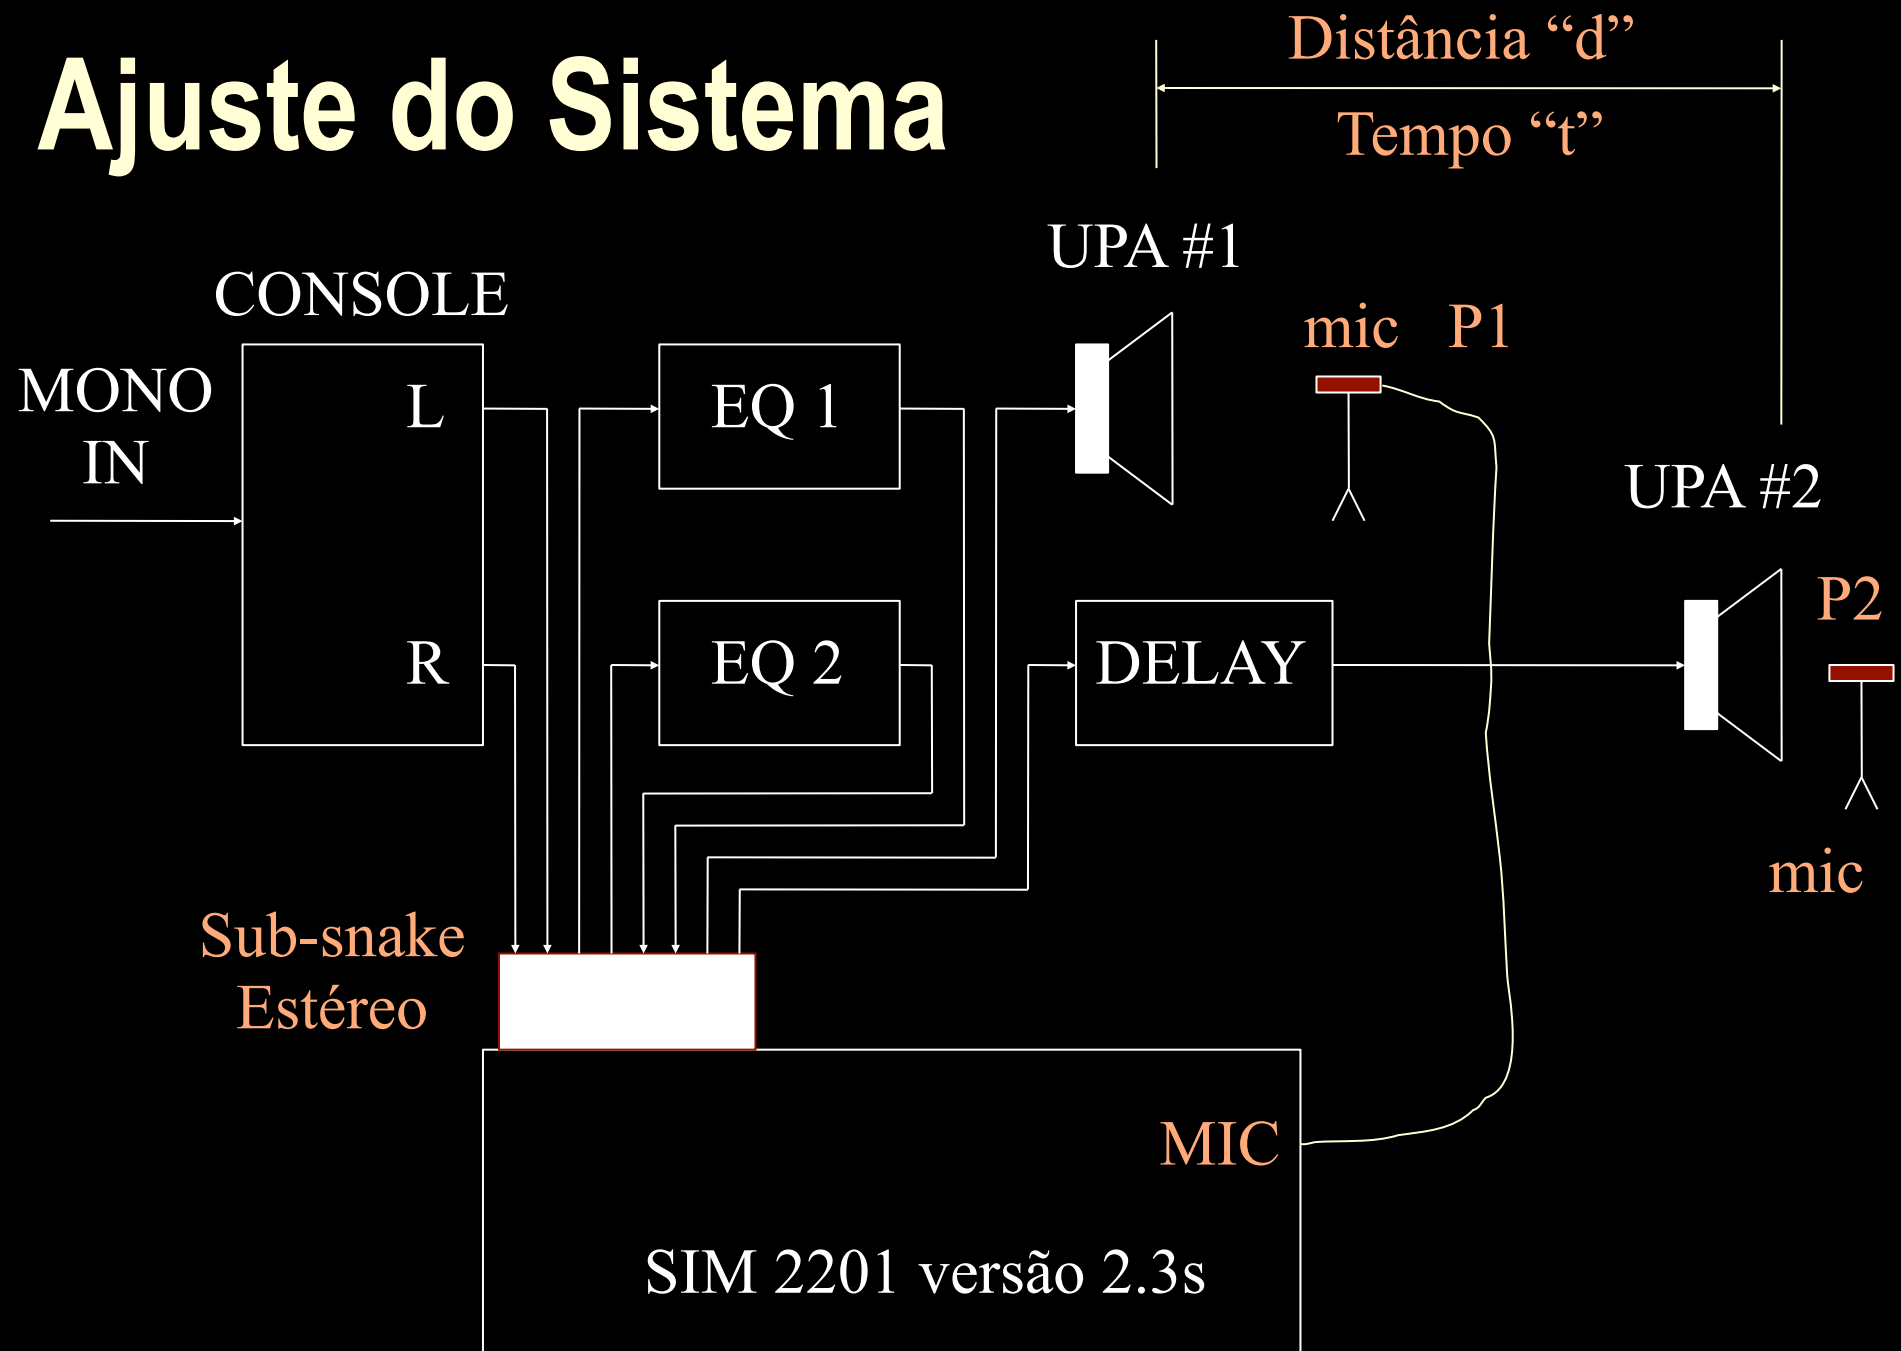 Ajuste do Sistema
Distância “d”
Tempo “t”
UPA #1
CONSOLE
mic P1
MONO
IN
L
EQ 1
UPA #2
P2
R
EQ 2
DELAY
mic
Sub-snake
Estéreo
MIC
SIM 2201 versão 2.3s